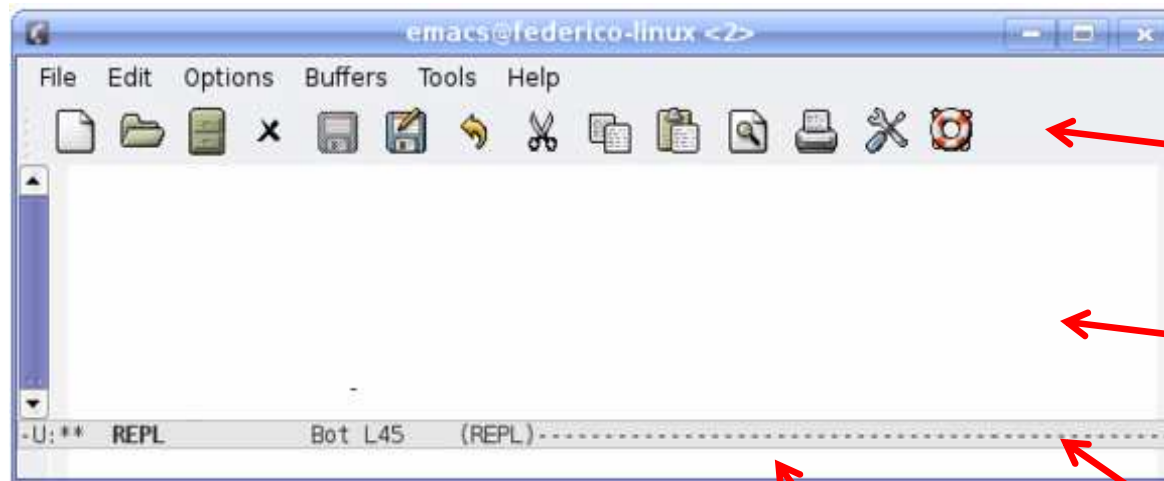 emacs@federico-linux <2>
File Edit Options Buffers Tools Help
-U:** REPL Bot L45 (REPL)----------------------------------------